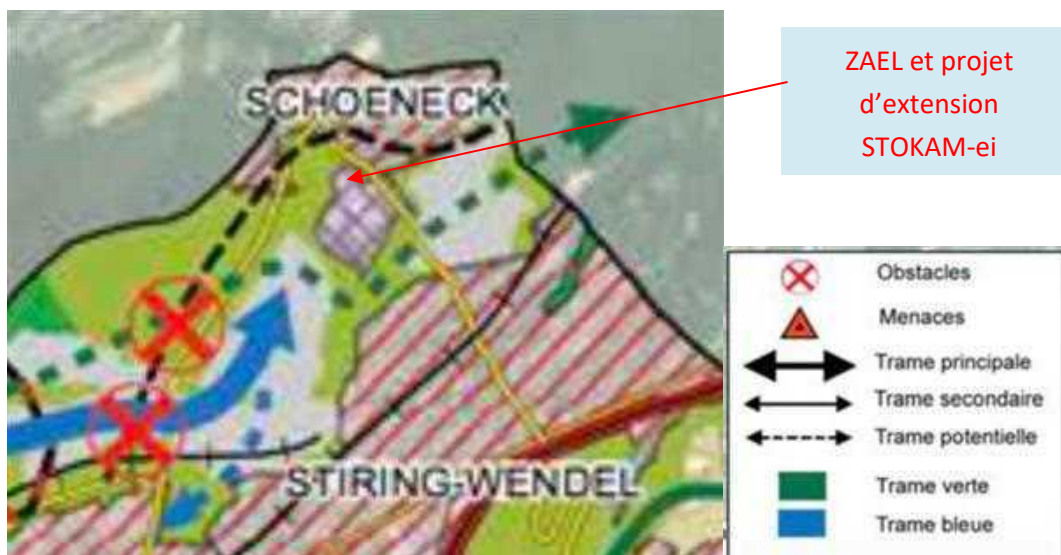 SCHOENECK
STIRING-WENDEL
ZAEL et projet
d'extension
STOKAM-ei
Obstacles
Menaces
Trame principale
Trame secondaire
Trame potentielle
Trame verte
Trame bleue